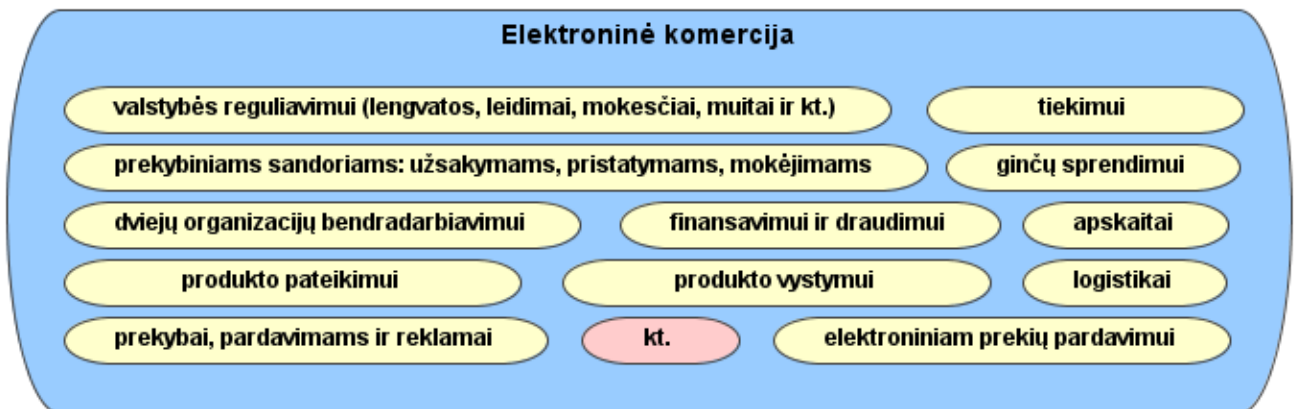 Elektroninė komercija
valstybės reguliavimui (lengvatos, leidimai, mokesčiai, muitai ir kt.)
tiekimui
prekybiniams sandoriams: užsakymams, pristatymams, mokėjimams
ginčų sprendimui
dviejų organizacijų bendradarbiavimui
finansavimui ir draudimui
apskaitai
produkto pateikimui
produkto vystymui
logistikai
prekybai, pardavimams ir reklamai
kt.
elektroniniam prekių pardavimui